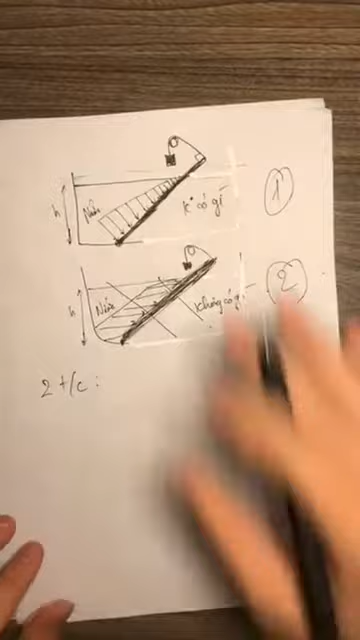 h
Nước
k° có gì
1
h
Nước
Không có gì
2
2 t/c :